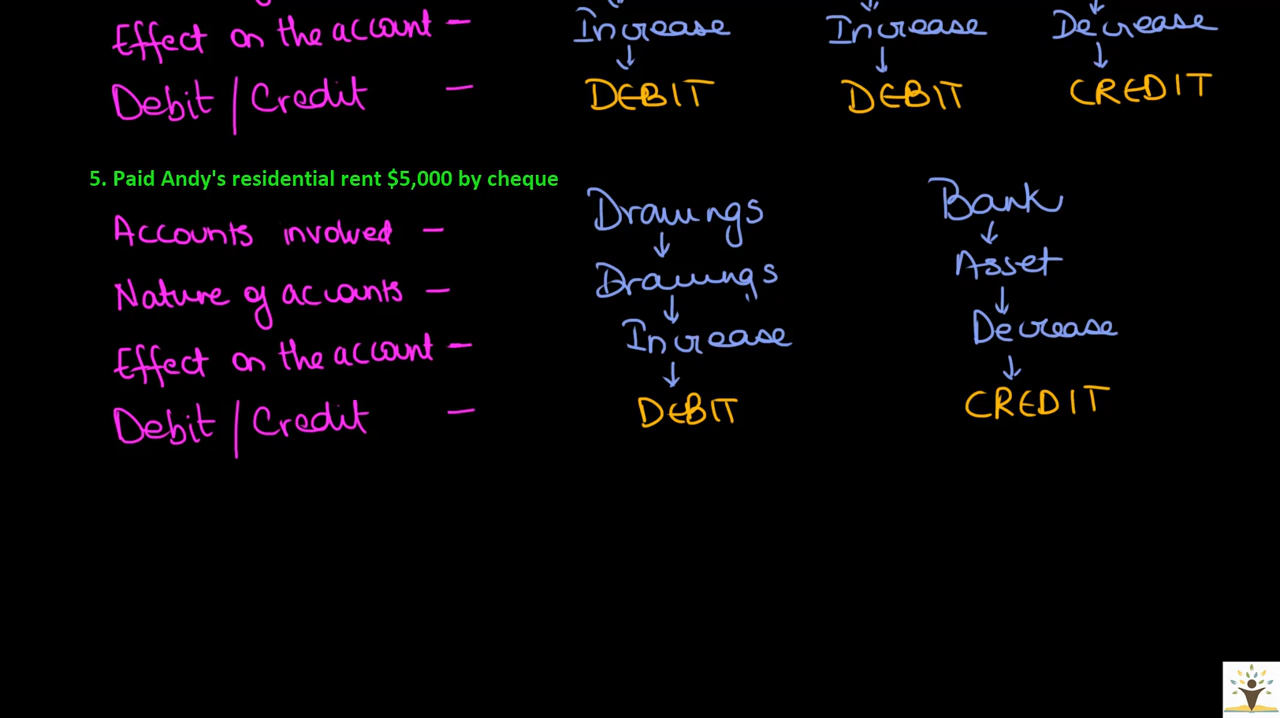 Effect on the account – Increase Increase Decrease
Debit / Credit – DEBIT DEBIT CREDIT
5. Paid Andy's residential rent $5,000 by cheque
Accounts involved – Drawings Bank
Nature of accounts – Drawings Asset
Effect on the account – Increase Decrease
Debit / Credit – DEBIT CREDIT